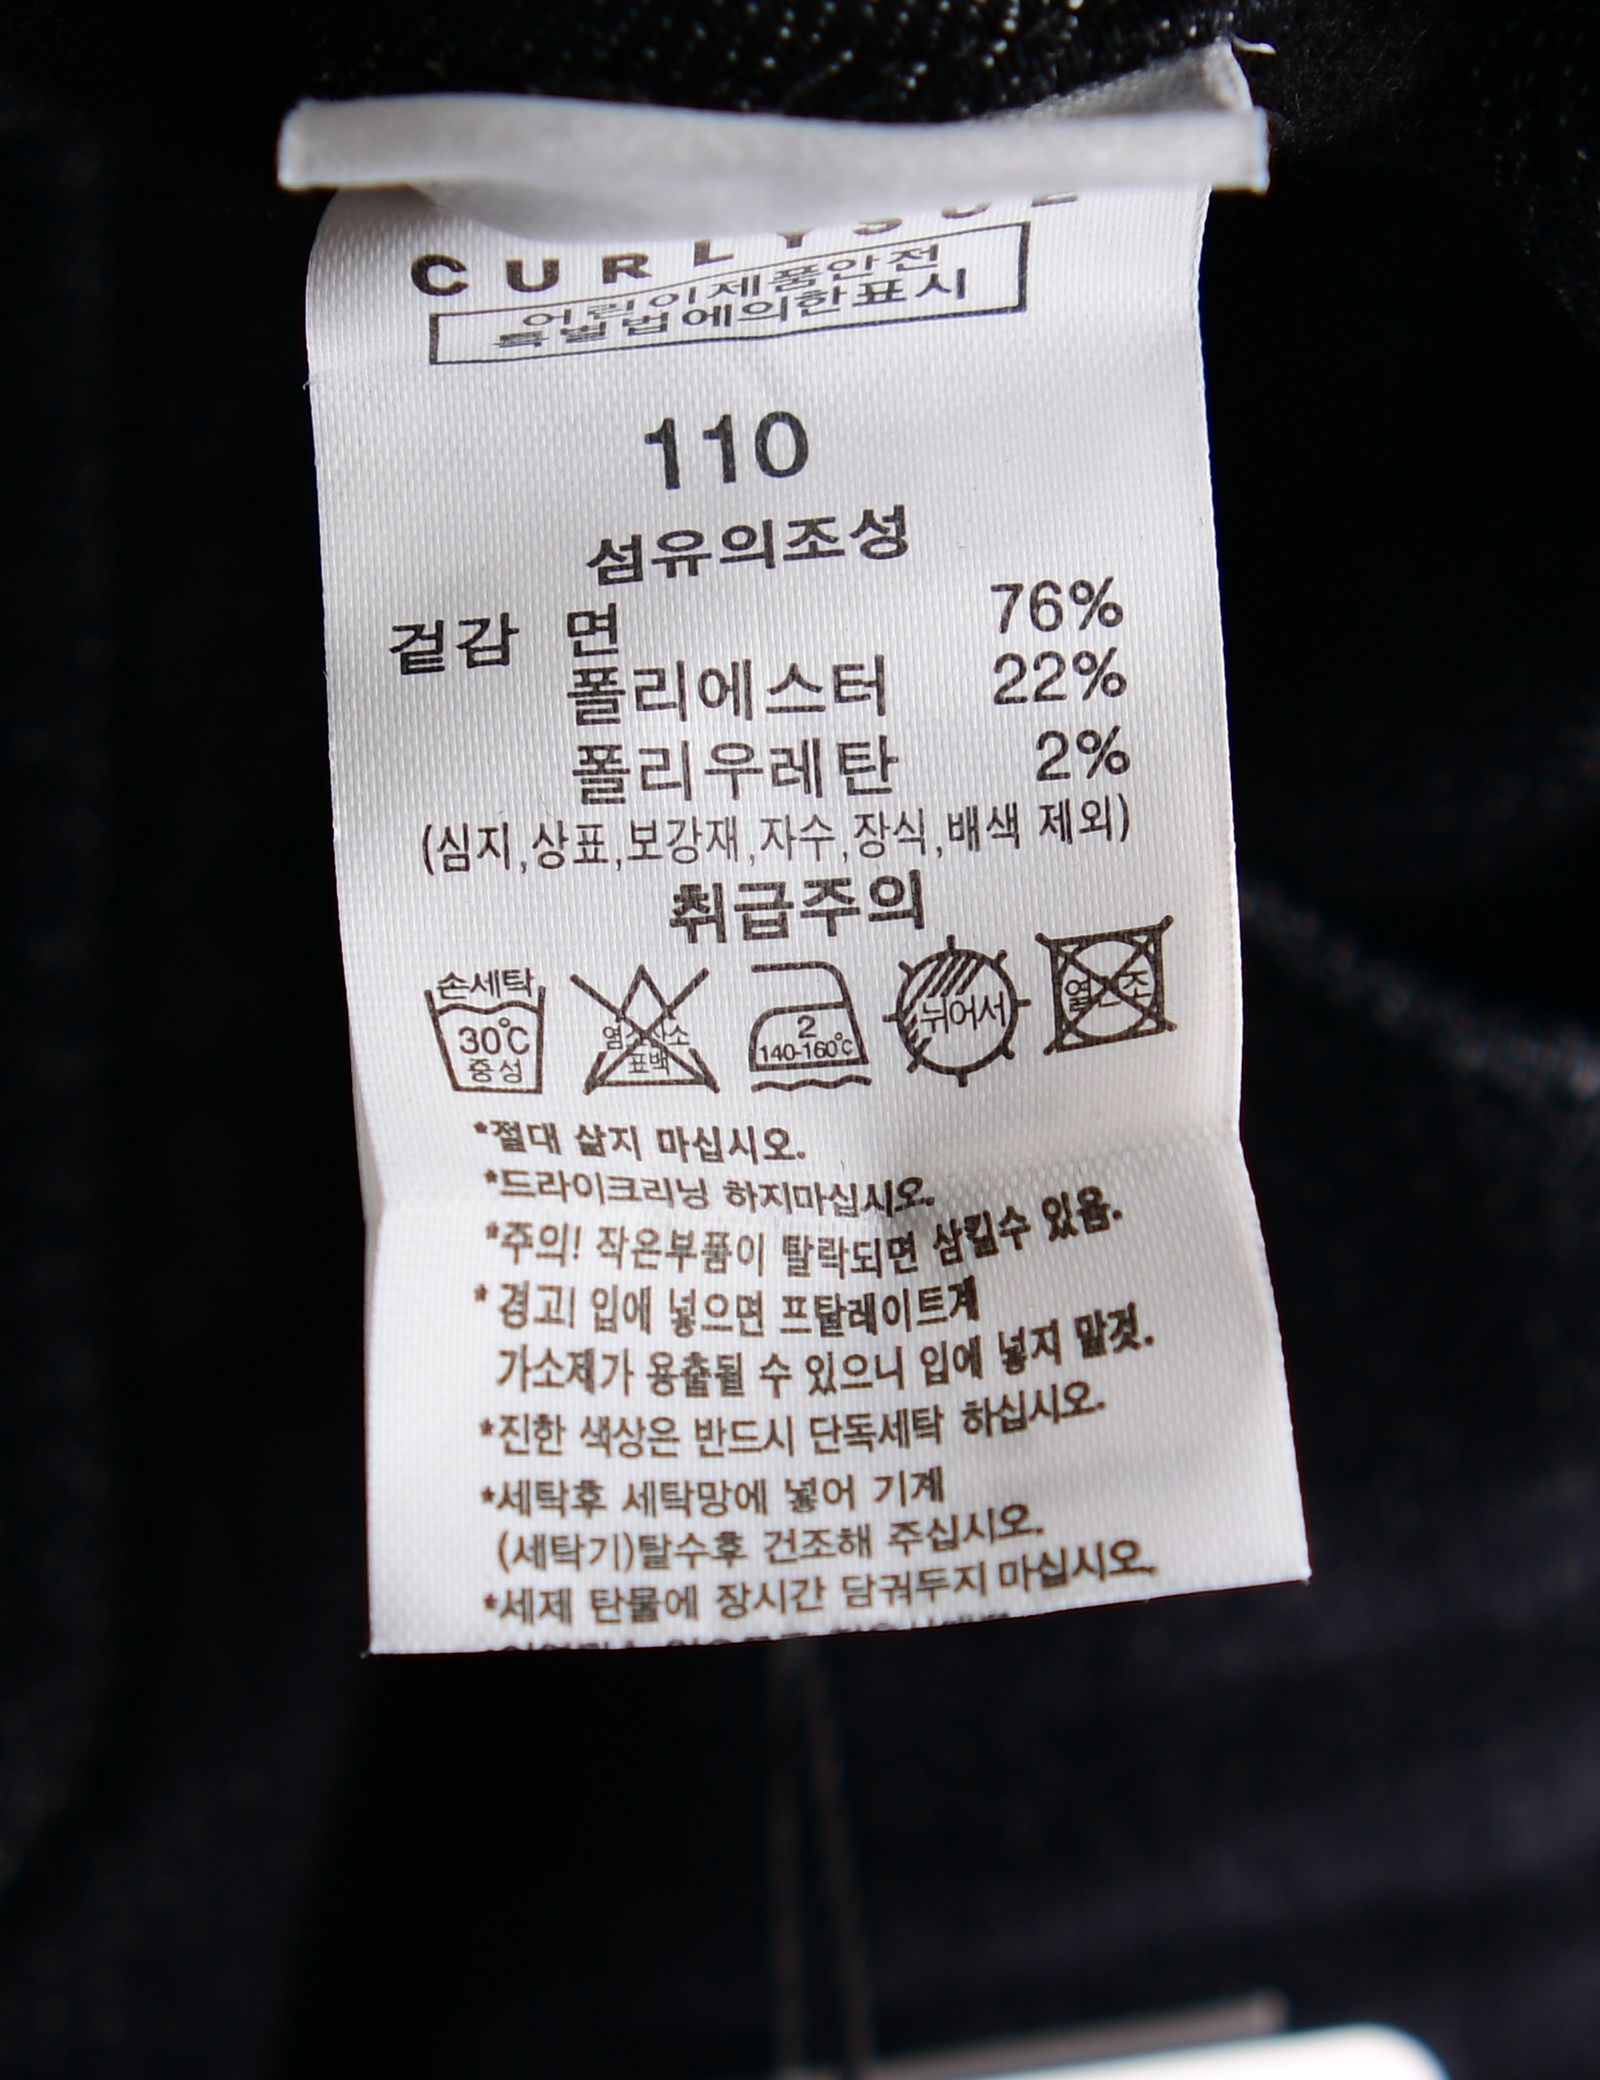 CURLYSUE
어린이제품안전
특별법에의한표시
110
섬유의조성
겉감 면 76%
폴리에스터 22%
폴리우레탄 2%
(심지,상표,보강재,자수,장식,배색 제외)
취급주의
손세탁
30℃
중성
염소산소
표백
2
140-160℃
뉘어서
열건조
*절대 삶지 마십시오.
*드라이크리닝 하지마십시오.
*주의! 작은부품이 탈락되면 삼킬수 있음.
*경고! 입에 넣으면 프탈레이트계
가소제가 용출될 수 있으니 입에 넣지 말것.
*진한 색상은 반드시 단독세탁 하십시오.
*세탁후 세탁망에 넣어 기계
(세탁기)탈수후 건조해 주십시오.
*세제 탄물에 장시간 담궈두지 마십시오.